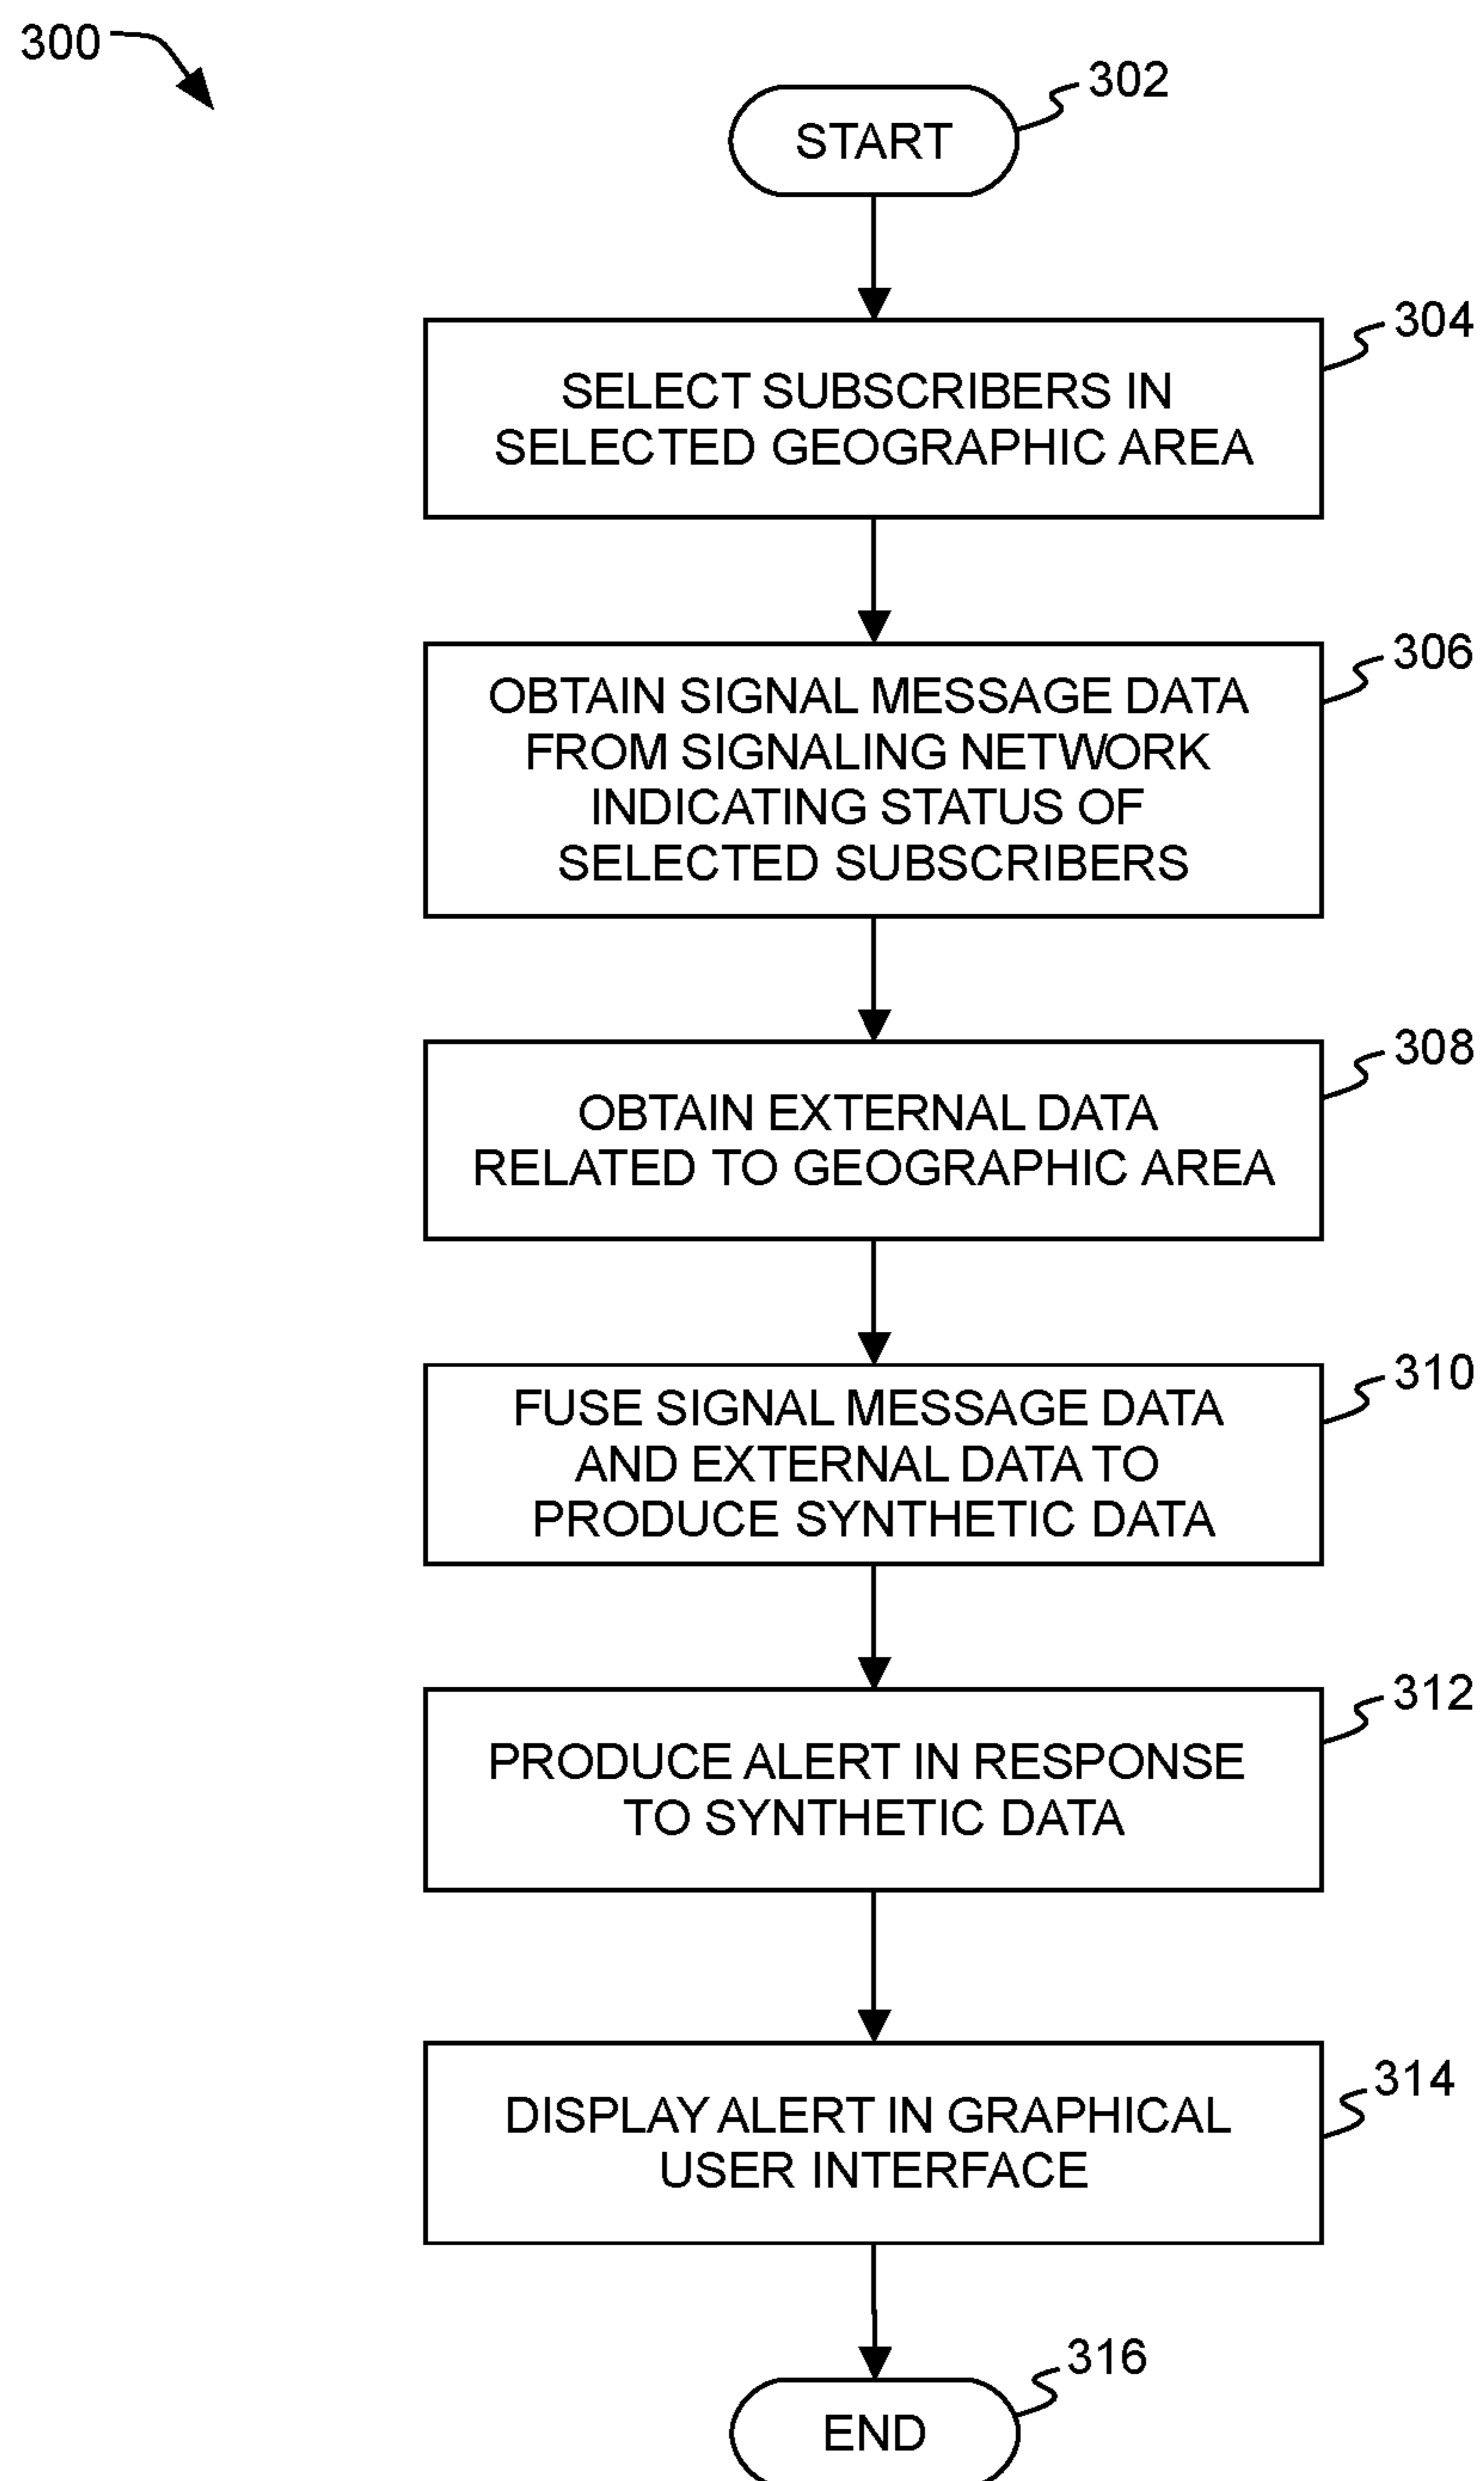 300
302
START
304
SELECT SUBSCRIBERS IN
SELECTED GEOGRAPHIC AREA
306
OBTAIN SIGNAL MESSAGE DATA
FROM SIGNALING NETWORK
INDICATING STATUS OF
SELECTED SUBSCRIBERS
308
OBTAIN EXTERNAL DATA
RELATED TO GEOGRAPHIC AREA
310
FUSE SIGNAL MESSAGE DATA
AND EXTERNAL DATA TO
PRODUCE SYNTHETIC DATA
312
PRODUCE ALERT IN RESPONSE
TO SYNTHETIC DATA
314
DISPLAY ALERT IN GRAPHICAL
USER INTERFACE
316
END